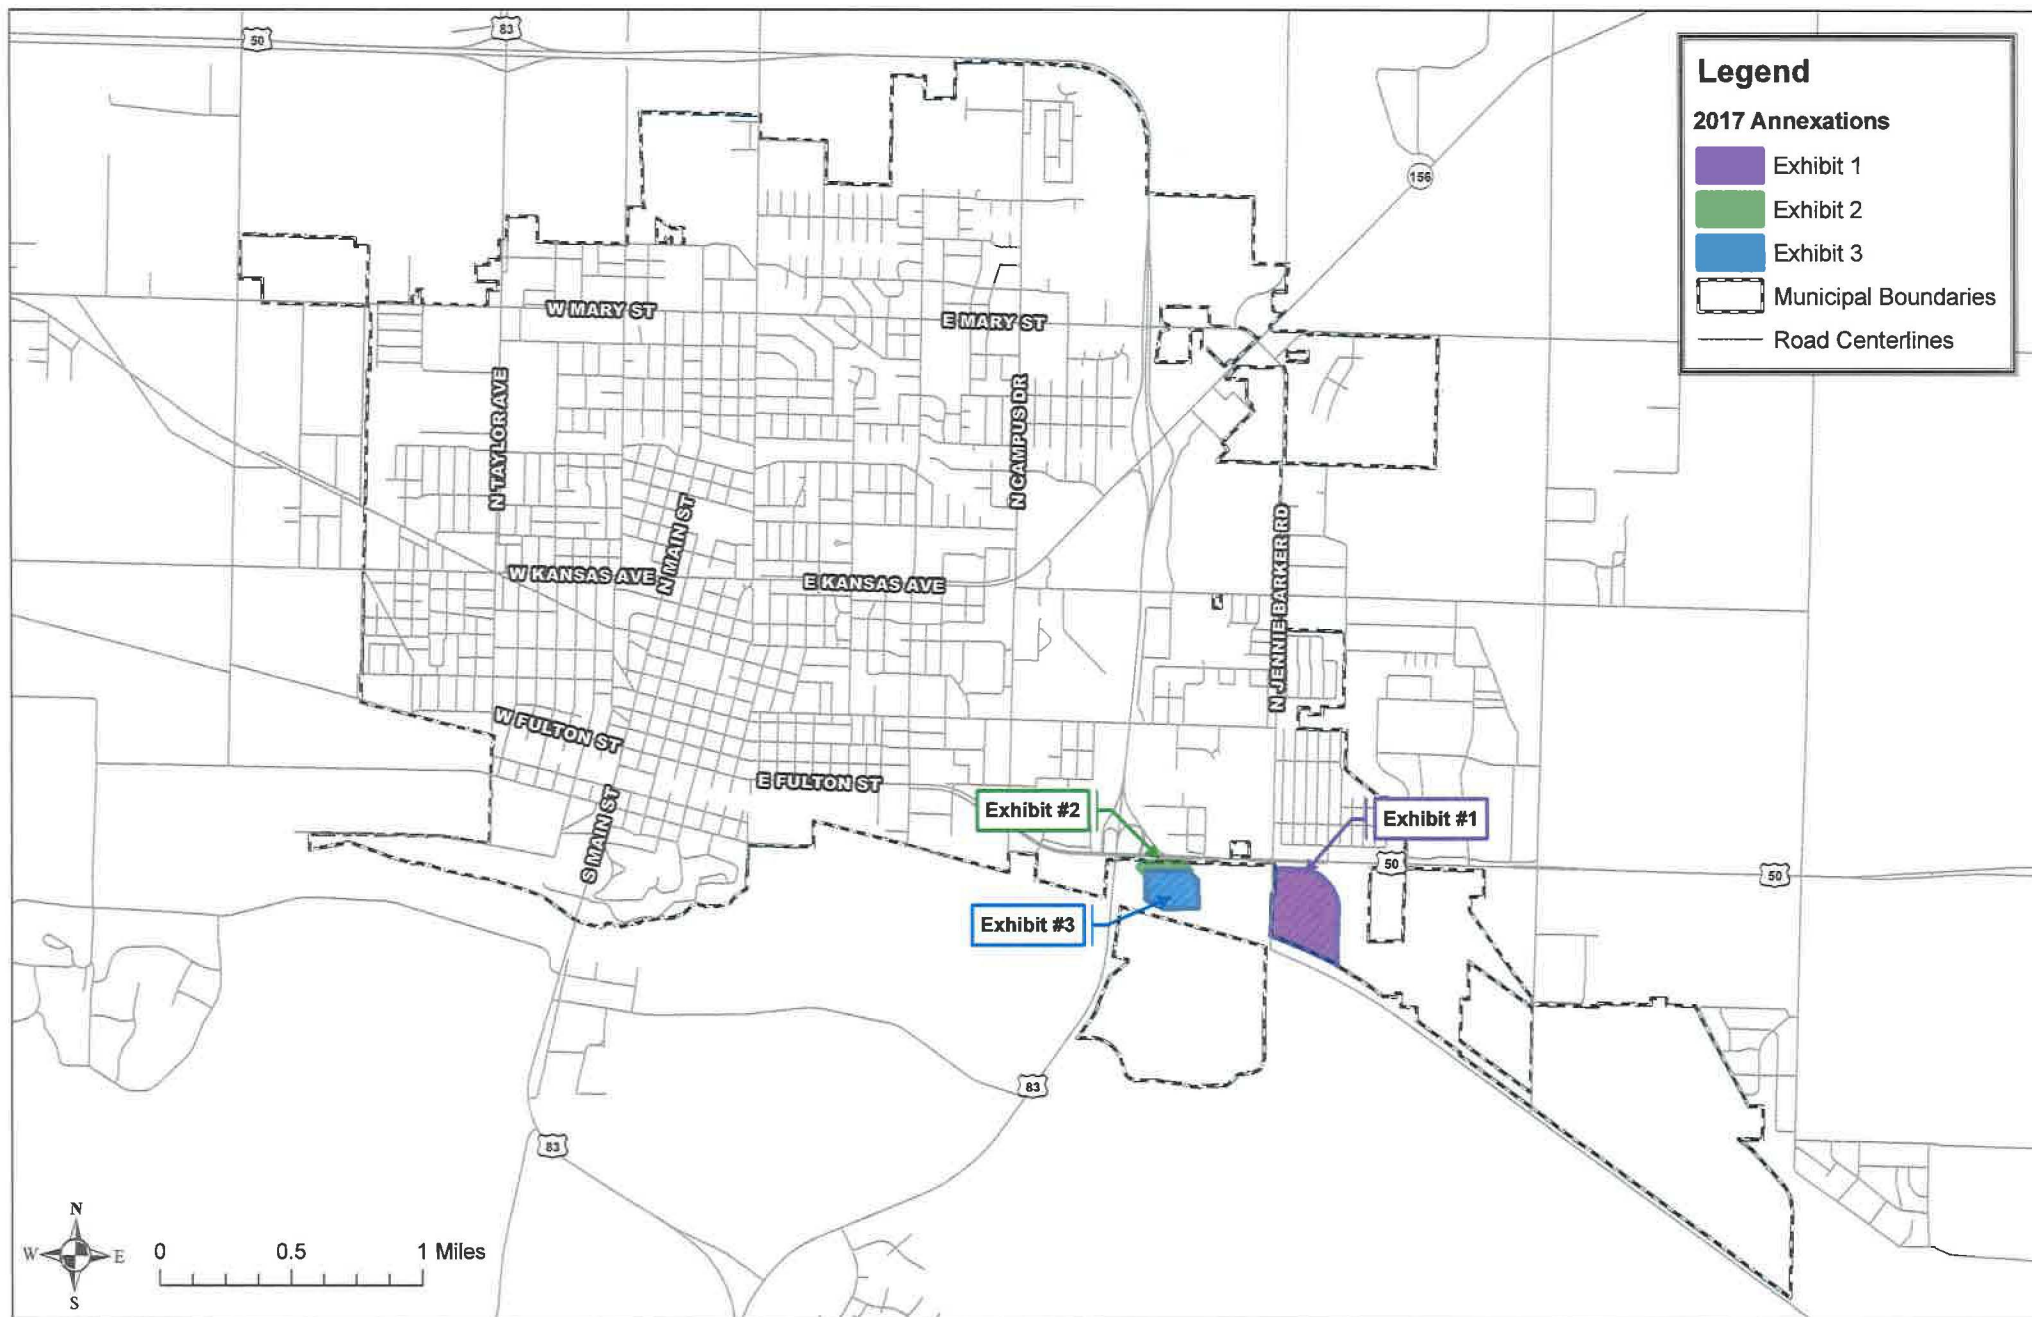 50
83
Legend
2017 Annexations
Exhibit 1
Exhibit 2
Exhibit 3
Municipal Boundaries
Road Centerlines
156
W MARY ST
E MARY ST
N TAYLOR AVE
N CAMPUS DR
N MAIN ST
W KANSAS AVE
E KANSAS AVE
N JENNIE BARKER RD
W FULTON ST
E FULTON ST
S MAIN ST
Exhibit #2
Exhibit #1
50
50
Exhibit #3
83
83
N
W E
S
0 0.5 1 Miles